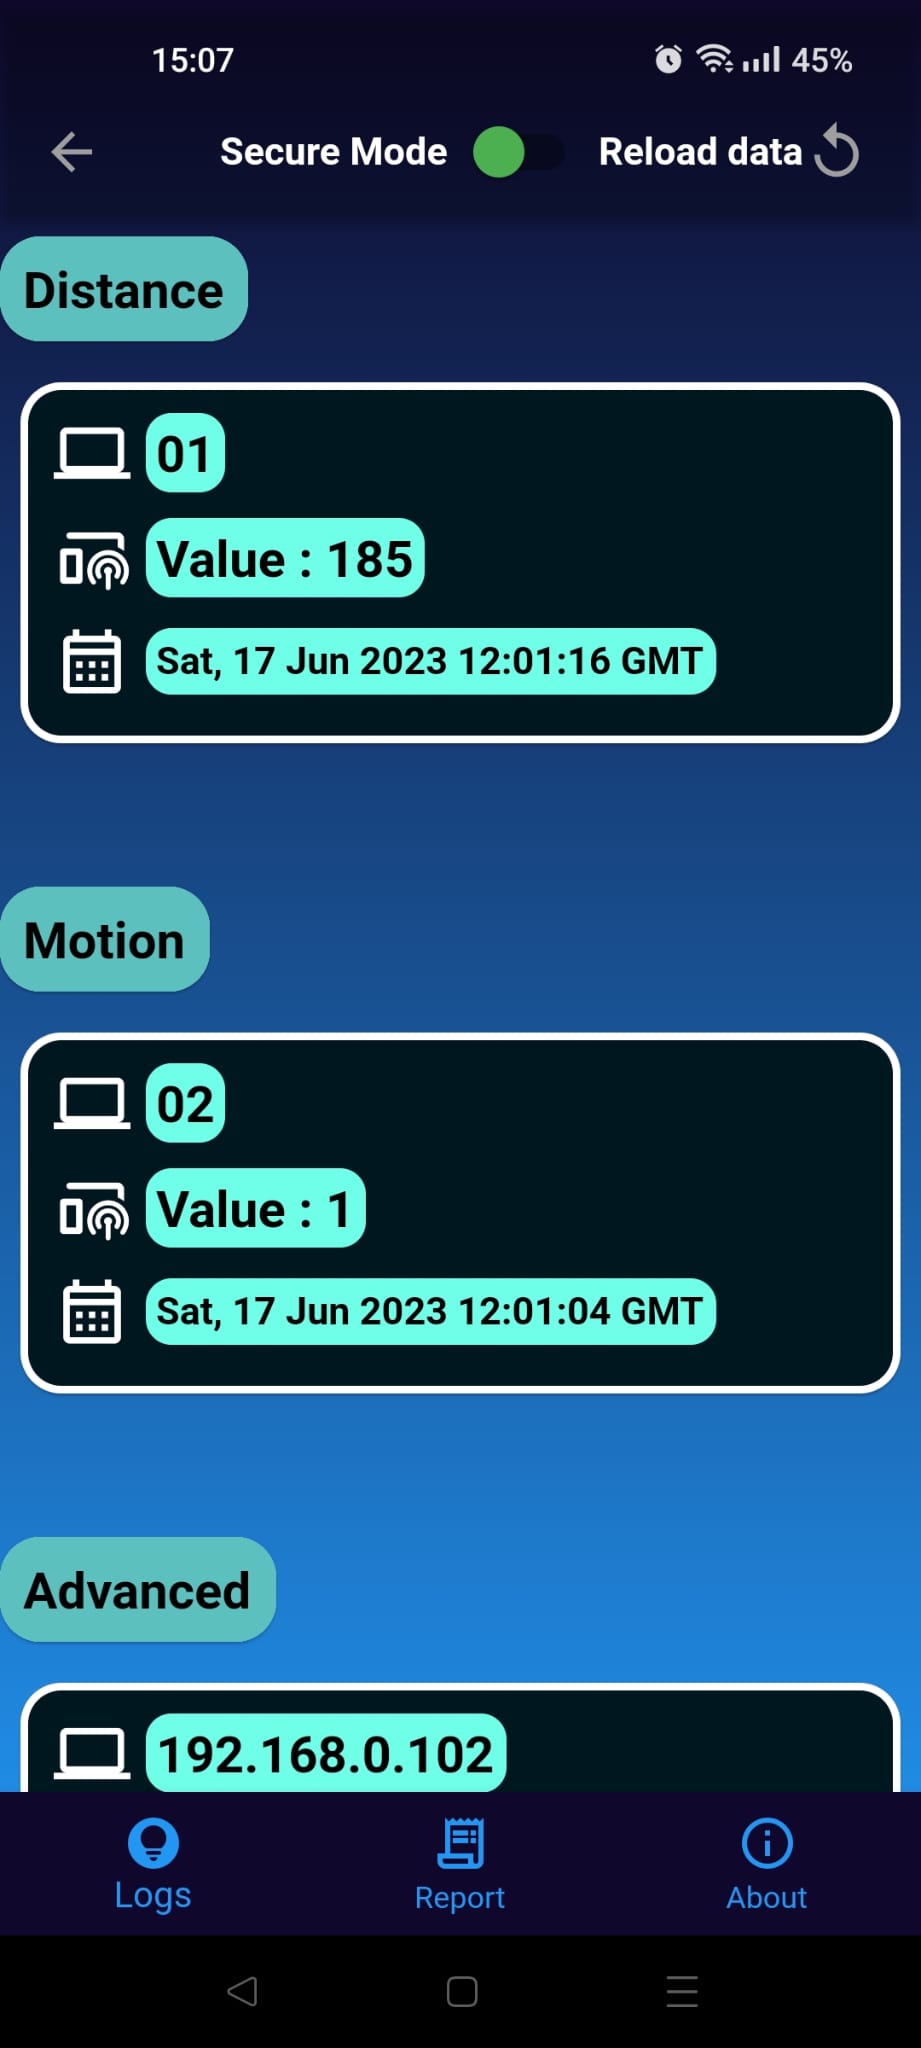 15:07 45%
Secure Mode Reload data
Distance
01
Value : 185
Sat, 17 Jun 2023 12:01:16 GMT
Motion
02
Value : 1
Sat, 17 Jun 2023 12:01:04 GMT
Advanced
192.168.0.102
Logs Report About